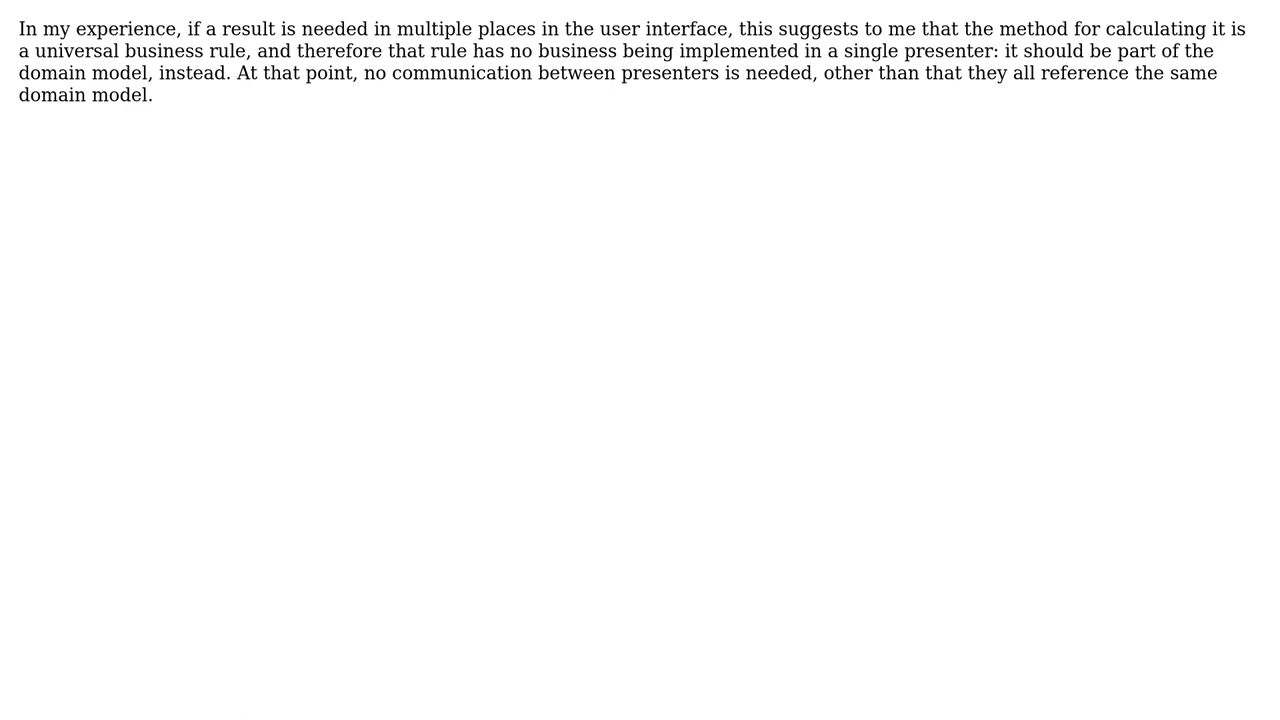 In my experience, if a result is needed in multiple places in the user interface, this suggests to me that the method for calculating it is
a universal business rule, and therefore that rule has no business being implemented in a single presenter: it should be part of the
domain model, instead. At that point, no communication between presenters is needed, other than that they all reference the same
domain model.